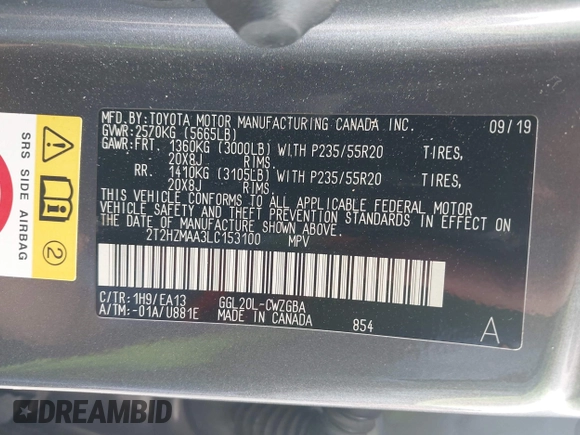 MFD.BY:TOYOTA MOTOR MANUFACTURING CANADA INC. 09/19
GVWR:2570KG (5665LB)
GAWR:FRT. 1360KG (3000LB) WITH P235/55R20 TIRES,
20X8J RIMS.
RR. 1410KG (3105LB) WITH P235/55R20 TIRES,
20X8J RIMS.
THIS VEHICLE CONFORMS TO ALL APPLICABLE FEDERAL MOTOR
VEHICLE SAFETY AND THEFT PREVENTION STANDARDS IN EFFECT ON
THE DATE OF MANUFACTURE SHOWN ABOVE.
2T2HZMAA3LC153100 MPV
C/TR:1H9/EA13 GGL20L-CWZGBA
A/TM:-01A/U881E MADE IN CANADA 854 A
SRS SIDE AIRBAG
2
DREAMBID